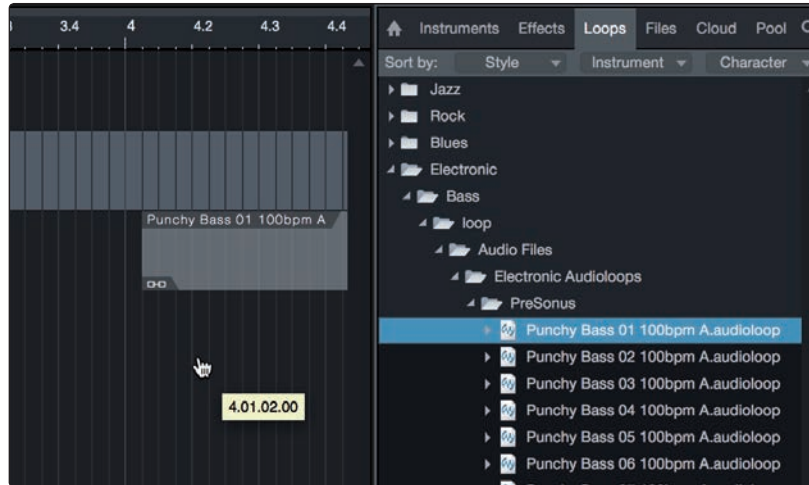 3.4 4 4.2 4.3 4.4
Punchy Bass 01 100bpm A
4.01.02.00
Instruments Effects Loops Files Cloud Pool
Sort by: Style Instrument Character
Jazz
Rock
Blues
Electronic
Bass
loop
Audio Files
Electronic Audioloops
PreSonus
Punchy Bass 01 100bpm A.audioloop
Punchy Bass 02 100bpm A.audioloop
Punchy Bass 03 100bpm A.audioloop
Punchy Bass 04 100bpm A.audioloop
Punchy Bass 05 100bpm A.audioloop
Punchy Bass 06 100bpm A.audioloop